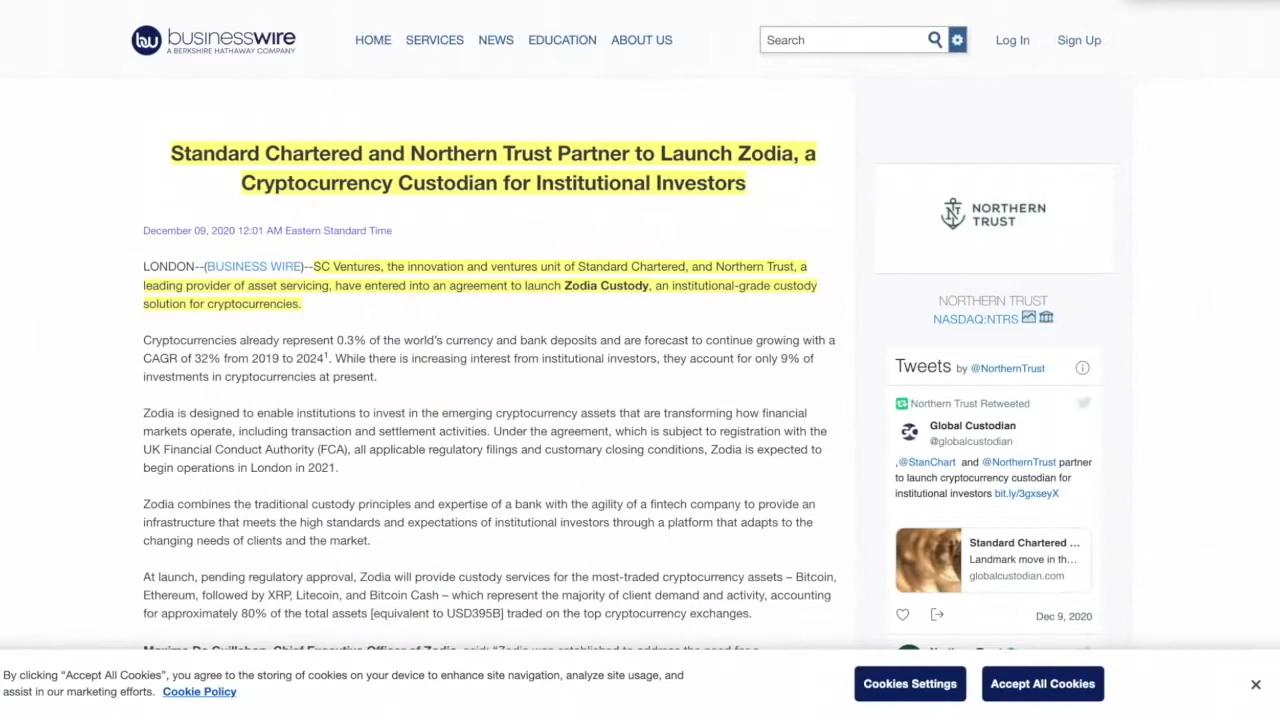 businesswire
A BERKSHIRE HATHAWAY COMPANY
HOME SERVICES NEWS EDUCATION ABOUT US
Search
Log In Sign Up
Standard Chartered and Northern Trust Partner to Launch Zodia, a
Cryptocurrency Custodian for Institutional Investors
December 09, 2020 12:01 AM Eastern Standard Time
LONDON--(BUSINESS WIRE)--SC Ventures, the innovation and ventures unit of Standard Chartered, and Northern Trust, a
leading provider of asset servicing, have entered into an agreement to launch Zodia Custody, an institutional-grade custody
solution for cryptocurrencies.
Cryptocurrencies already represent 0.3% of the world's currency and bank deposits and are forecast to continue growing with a
CAGR of 32% from 2019 to 2024¹. While there is increasing interest from institutional investors, they account for only 9% of
investments in cryptocurrencies at present.
Zodia is designed to enable institutions to invest in the emerging cryptocurrency assets that are transforming how financial
markets operate, including transaction and settlement activities. Under the agreement, which is subject to registration with the
UK Financial Conduct Authority (FCA), all applicable regulatory filings and customary closing conditions, Zodia is expected to
begin operations in London in 2021.
Zodia combines the traditional custody principles and expertise of a bank with the agility of a fintech company to provide an
infrastructure that meets the high standards and expectations of institutional investors through a platform that adapts to the
changing needs of clients and the market.
At launch, pending regulatory approval, Zodia will provide custody services for the most-traded cryptocurrency assets – Bitcoin,
Ethereum, followed by XRP, Litecoin, and Bitcoin Cash – which represent the majority of client demand and activity, accounting
for approximately 80% of the total assets [equivalent to USD395B] traded on the top cryptocurrency exchanges.
NORTHERN
TRUST
NORTHERN TRUST
NASDAQ:NTRS
Tweets by @NorthernTrust
Northern Trust Retweeted
Global Custodian
@globalcustodian
,@StanChart and @NorthernTrust partner
to launch cryptocurrency custodian for
institutional investors bit.ly/3gxseyX
Standard Chartered ...
Landmark move in th...
globalcustodian.com
Dec 9, 2020
By clicking “Accept All Cookies”, you agree to the storing of cookies on your device to enhance site navigation, analyze site usage, and
assist in our marketing efforts. Cookie Policy
Cookies Settings
Accept All Cookies